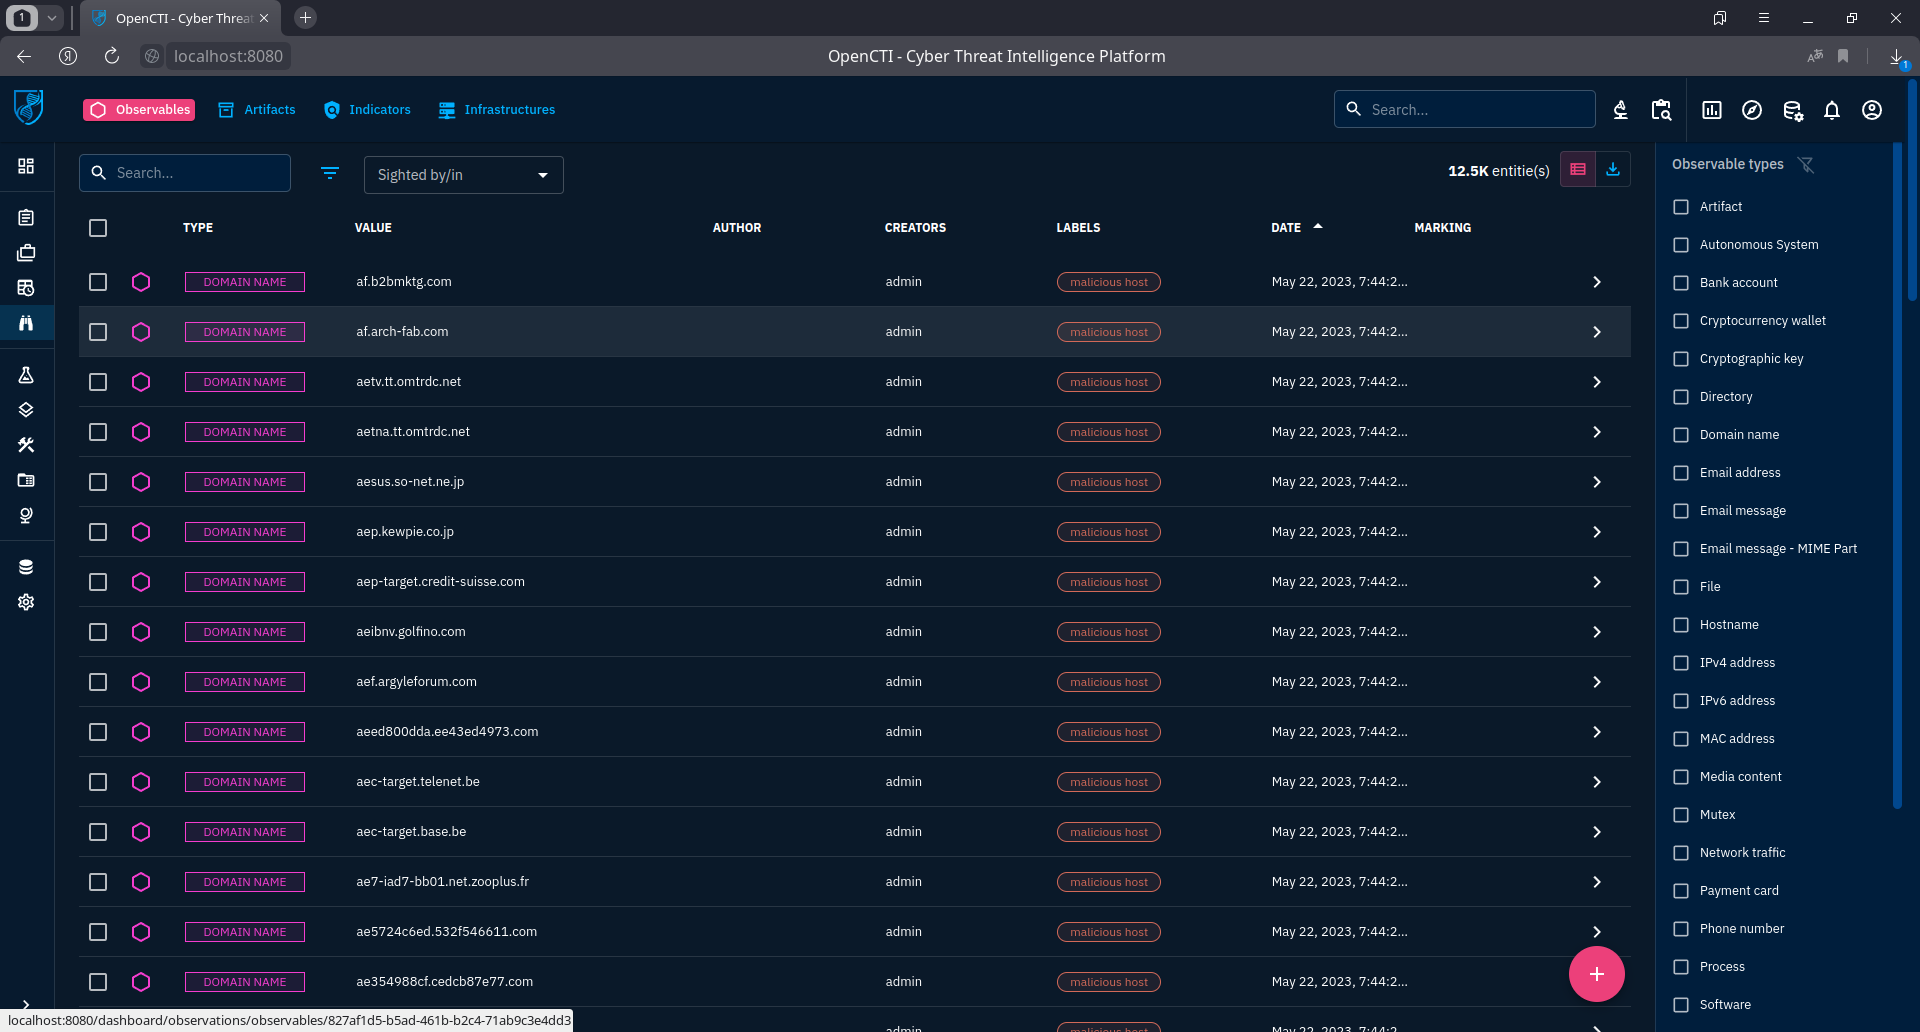 1
OpenCTI - Cyber Threa
localhost:8080
OpenCTI - Cyber Threat Intelligence Platform
1
Observables
Artifacts
Indicators
Infrastructures
Search...
Search...
Sighted by/in
12.5K entitie(s)
TYPE VALUE AUTHOR CREATORS LABELS DATE MARKING
DOMAIN NAME af.b2bmktg.com admin malicious host May 22, 2023, 7:44:2...
DOMAIN NAME af.arch-fab.com admin malicious host May 22, 2023, 7:44:2...
DOMAIN NAME aetv.tt.omtrdc.net admin malicious host May 22, 2023, 7:44:2...
DOMAIN NAME aetna.tt.omtrdc.net admin malicious host May 22, 2023, 7:44:2...
DOMAIN NAME aesus.so-net.ne.jp admin malicious host May 22, 2023, 7:44:2...
DOMAIN NAME aep.kewpie.co.jp admin malicious host May 22, 2023, 7:44:2...
DOMAIN NAME aep-target.credit-suisse.com admin malicious host May 22, 2023, 7:44:2...
DOMAIN NAME aeibnv.golfino.com admin malicious host May 22, 2023, 7:44:2...
DOMAIN NAME aef.argyleforum.com admin malicious host May 22, 2023, 7:44:2...
DOMAIN NAME aeed800dda.ee43ed4973.com admin malicious host May 22, 2023, 7:44:2...
DOMAIN NAME aec-target.telenet.be admin malicious host May 22, 2023, 7:44:2...
DOMAIN NAME aec-target.base.be admin malicious host May 22, 2023, 7:44:2...
DOMAIN NAME ae7-iad7-bb01.net.zooplus.fr admin malicious host May 22, 2023, 7:44:2...
DOMAIN NAME ae5724c6ed.532f546611.com admin malicious host May 22, 2023, 7:44:2...
DOMAIN NAME ae354988cf.cedcb87e77.com admin malicious host May 22, 2023, 7:44:2...
admin malicious host May 22, 2023, 7:44:2...
Observable types
Artifact
Autonomous System
Bank account
Cryptocurrency wallet
Cryptographic key
Directory
Domain name
Email address
Email message
Email message - MIME Part
File
Hostname
IPv4 address
IPv6 address
MAC address
Media content
Mutex
Network traffic
Payment card
Phone number
Process
Software
localhost:8080/dashboard/observations/observables/827af1d5-b5ad-461b-b2c4-71ab9c3e4dd3